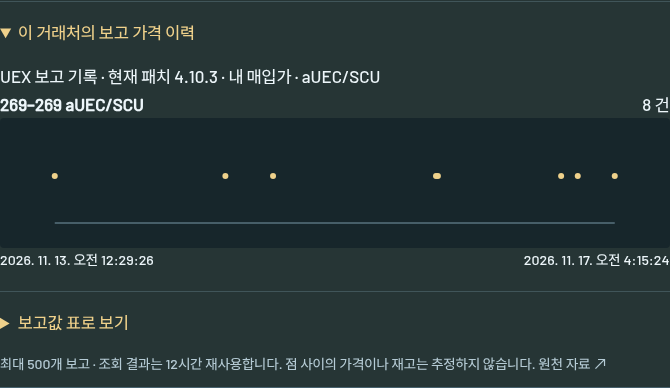 ▼ 이 거래처의 보고 가격 이력
UEX 보고 기록 · 현재 패치 4.10.3 · 내 매입가 · aUEC/SCU
269–269 aUEC/SCU 8 건
2026. 11. 13. 오전 12:29:26 2026. 11. 17. 오전 4:15:24
▶ 보고값 표로 보기
최대 500개 보고 · 조회 결과는 12시간 재사용합니다. 점 사이의 가격이나 재고는 추정하지 않습니다. 원천 자료 ↗